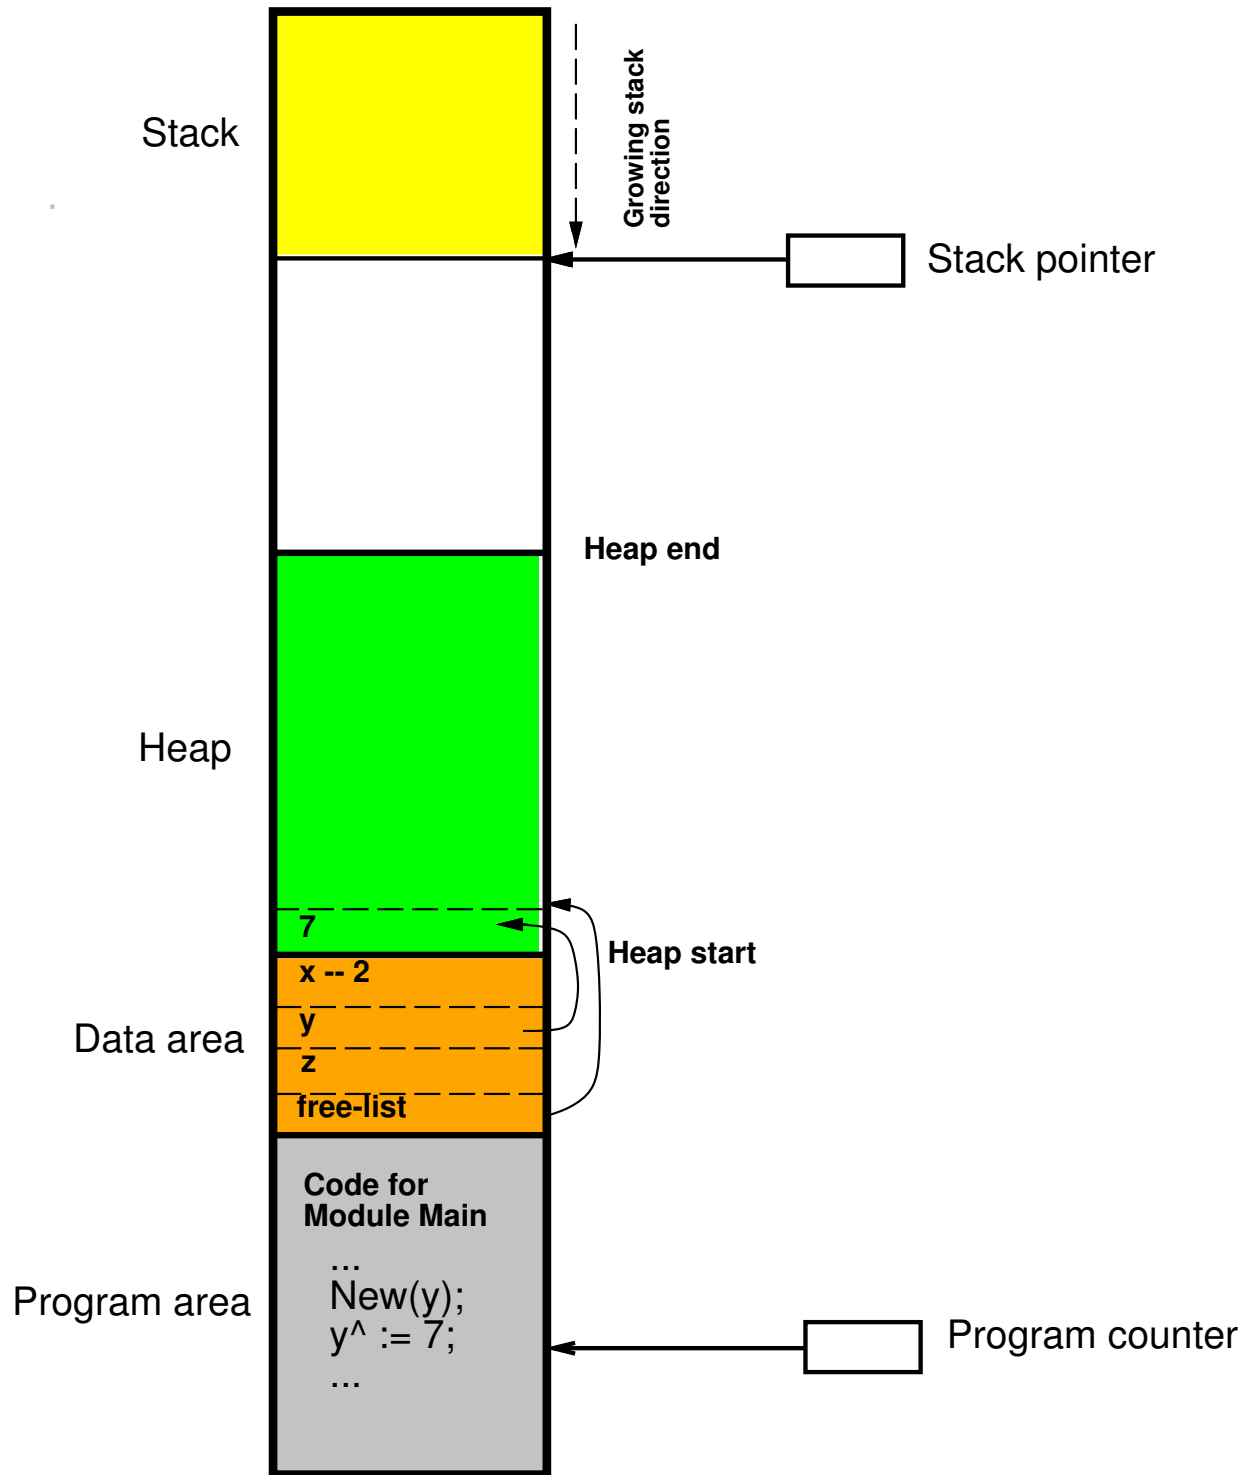 Stack
Growing stack
direction
Stack pointer
Heap end
Heap
7
Heap start
x -- 2
y
Data area
z
free-list
Code for
Module Main
...
New(y);
Program area
y^ := 7;
Program counter
...